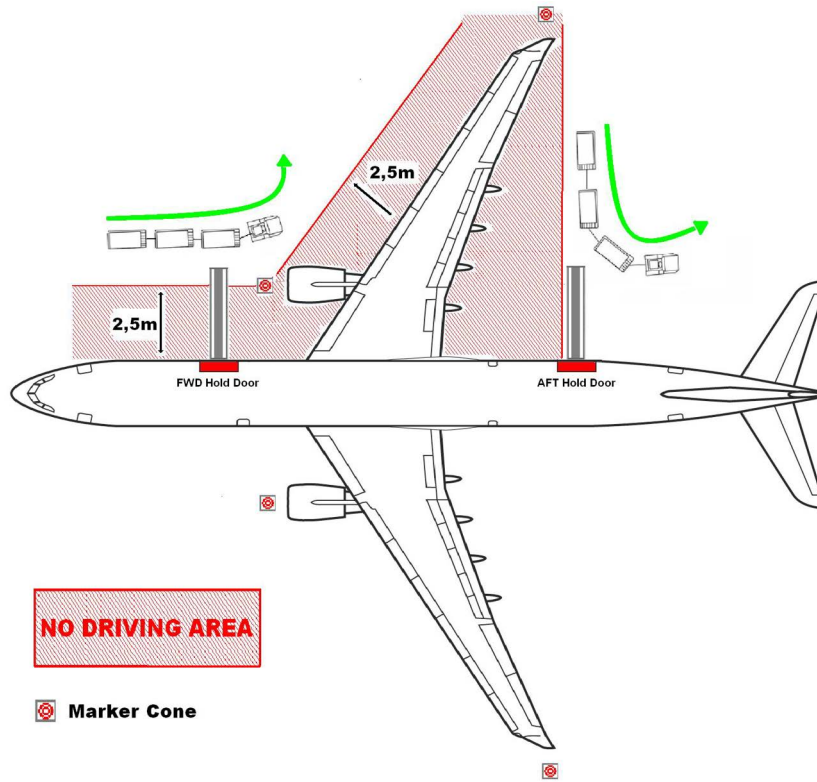 2,5m
2,5m
FWD Hold Door
AFT Hold Door
NO DRIVING AREA
Marker Cone